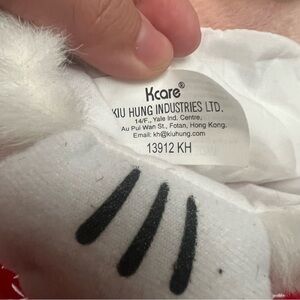 Kcare®
KIU HUNG INDUSTRIES LTD.
14/F., Yale Ind. Centre,
Au Pui Wan St., Fotan, Hong Kong.
Email: kh@kiuhung.com
13912 KH